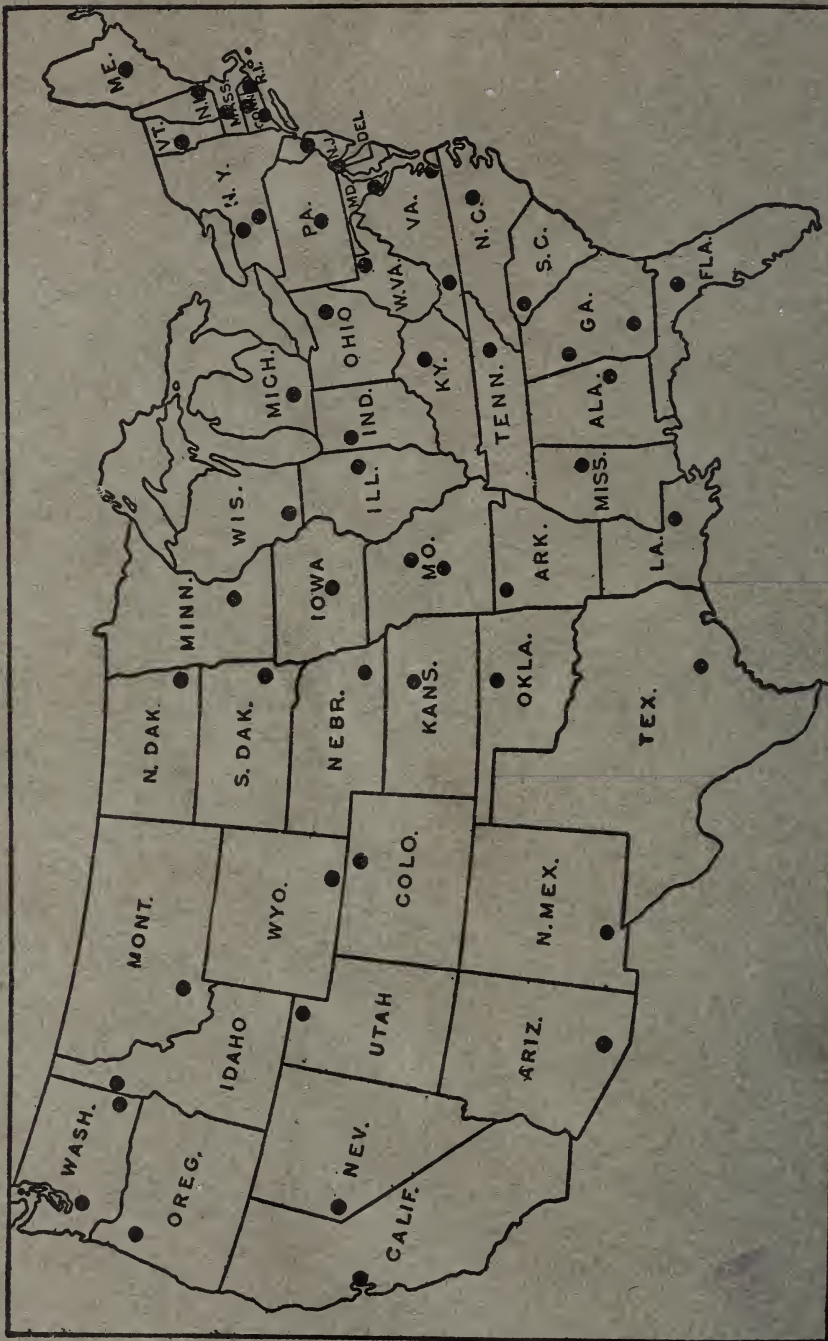 WASH.
OREG,
CALIF.
NEV.
IDAHO
MONT.
WYO.
UTAH
ARIZ.
COLO.
N.MEX.
N. DAK.
S. DAK.
NEBR.
KANS.
OKLA.
TEX.
MINN.
IOWA
MO.
ARK.
LA.
WIS.
ILL.
MICH.
IND.
OHIO
KY.
TENN.
MISS.
ALA.
GA.
FLA.
S.C.
N.C.
VA.
W.VA.
MD.
DEL.
PA.
N.J.
N.Y.
VT.
N.H.
MASS.
CONN.
R.I.
ME.